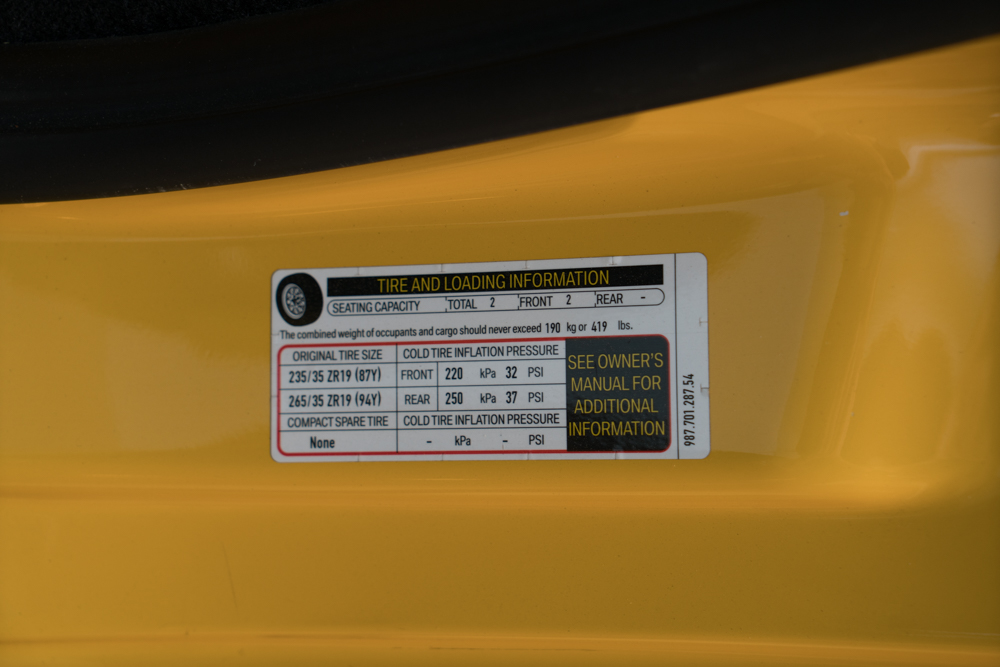 TIRE AND LOADING INFORMATION
SEATING CAPACITY TOTAL 2 FRONT 2 REAR -
The combined weight of occupants and cargo should never exceed 190 kg or 419 lbs.
ORIGINAL TIRE SIZE COLD TIRE INFLATION PRESSURE
235/35 ZR19 (87Y) FRONT 220 kPa 32 PSI
265/35 ZR19 (94Y) REAR 250 kPa 37 PSI
COMPACT SPARE TIRE COLD TIRE INFLATION PRESSURE
None - kPa - PSI
SEE OWNER'S
MANUAL FOR
ADDITIONAL
INFORMATION
987.701.287.54